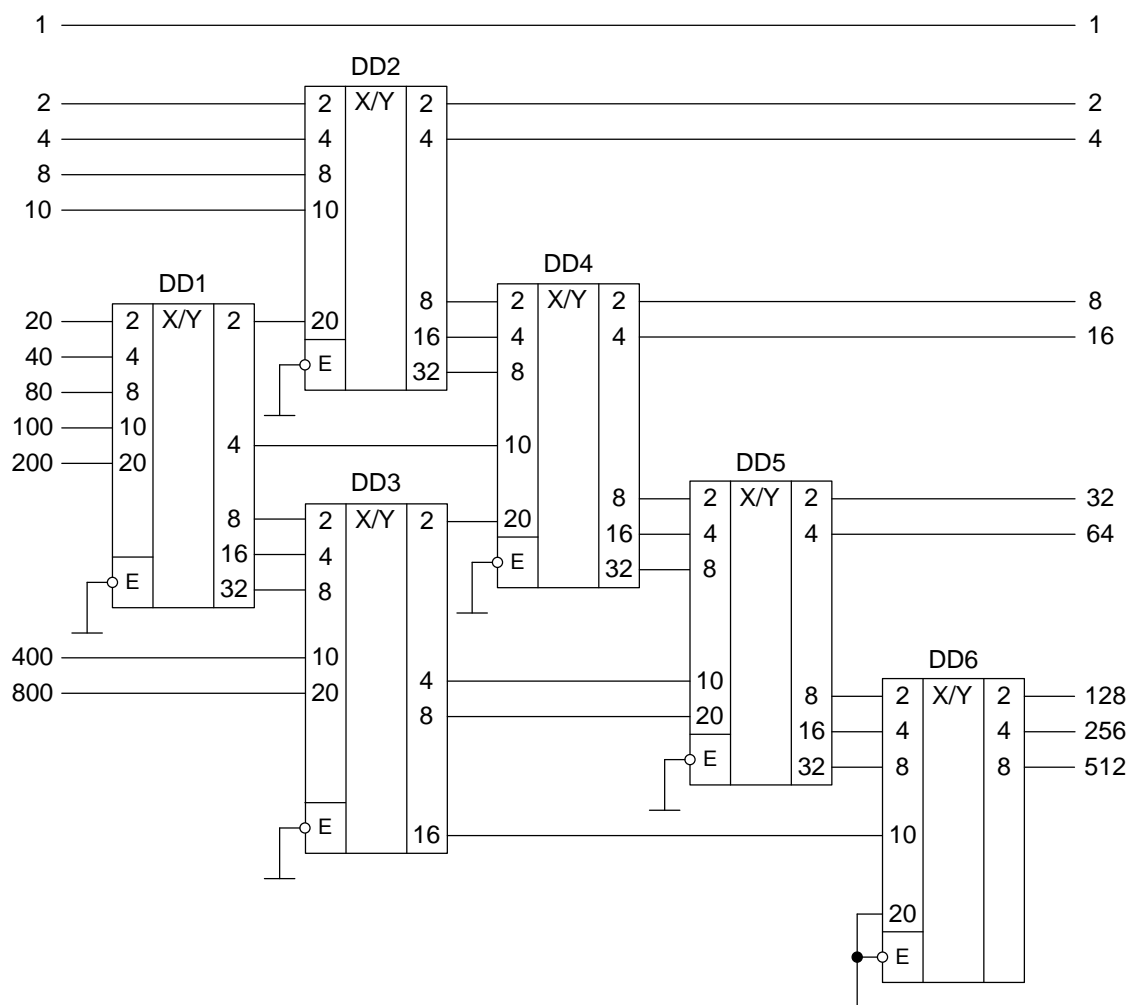 1 1
DD2
2 2 X/Y 2 2
4 4 4 4
8 8
10 10
DD4
DD1
8 2 X/Y 2 8
20 2 X/Y 2 20
16 4 4 16
40 4
E 32 8
80 8
100 10
4 10
200 20
DD5
DD3
8 2 X/Y 2 32
8 2 X/Y 2 20
16 4 4 64
16 4
E 32 8
E 32 8
400 10
DD6
4 10
800 20
8 2 X/Y 2 128
8 20
16 4 4 256
E 32 8 8 512
E 16 10
20
E